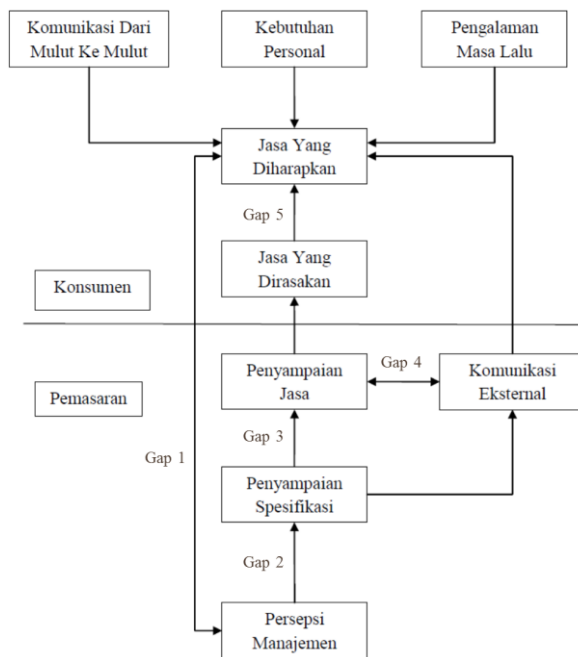 Komunikasi Dari
Mulut Ke Mulut
Kebutuhan
Personal
Pengalaman
Masa Lalu
Jasa Yang
Diharapkan
Gap 5
Jasa Yang
Dirasakan
Konsumen
Penyampaian
Jasa
Gap 4
Komunikasi
Eksternal
Pemasaran
Gap 3
Gap 1
Penyampaian
Spesifikasi
Gap 2
Persepsi
Manajemen